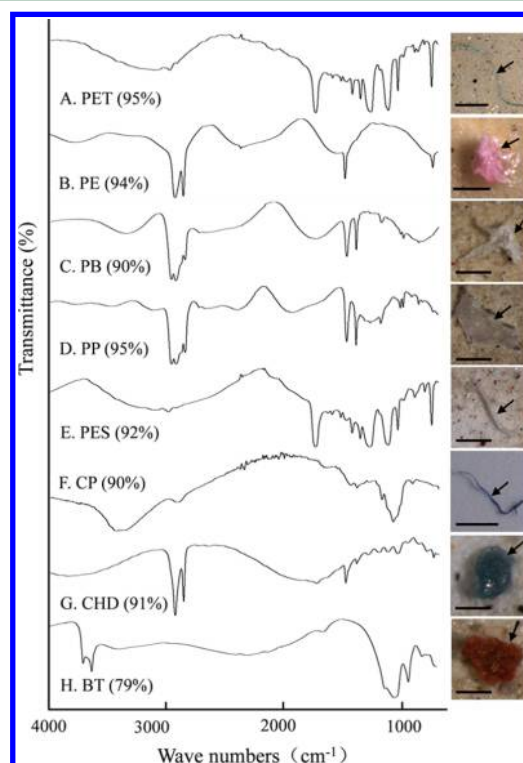 Transmittance (%)
A. PET (95%)
B. PE (94%)
C. PB (90%)
D. PP (95%)
E. PES (92%)
F. CP (90%)
G. CHD (91%)
H. BT (79%)
4000 3000 2000 1000
Wave numbers （cm⁻¹）